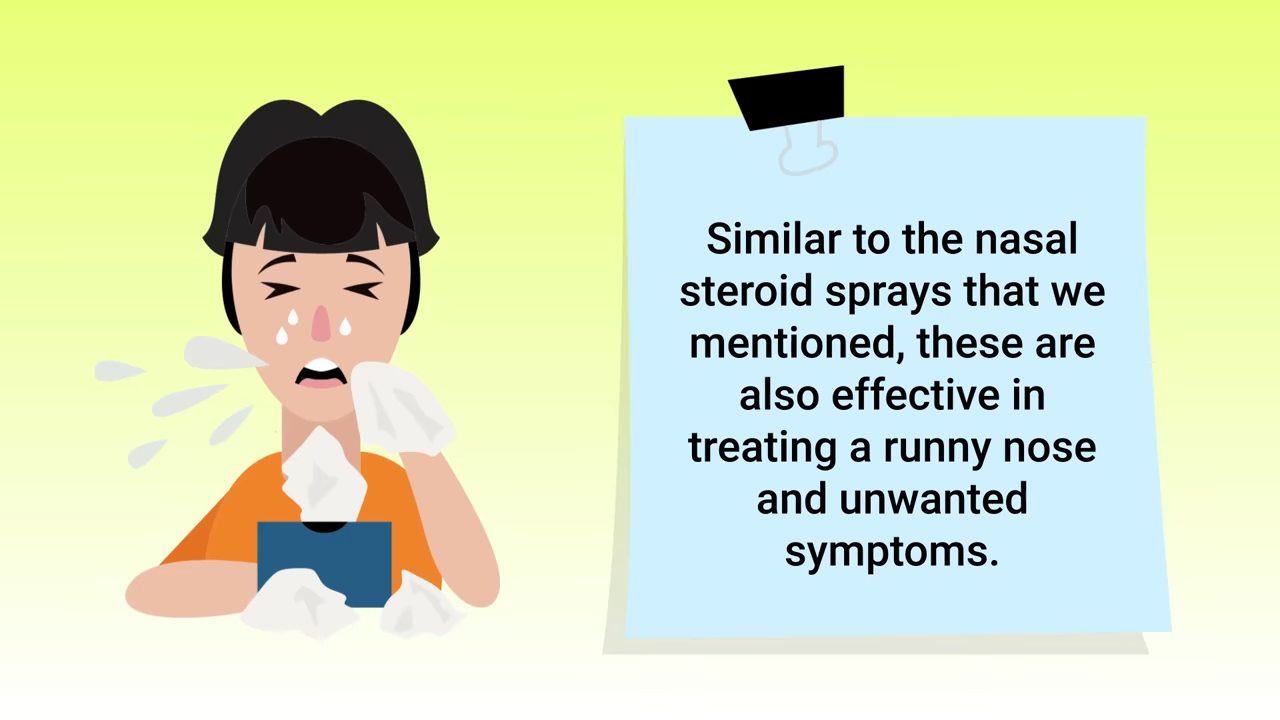 Similar to the nasal
steroid sprays that we
mentioned, these are
also effective in
treating a runny nose
and unwanted
symptoms.